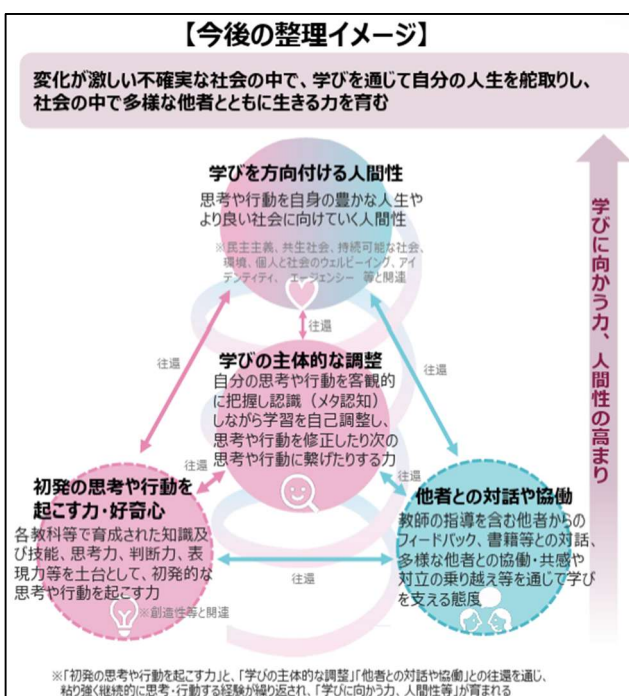 【今後の整理イメージ】
変化が激しい不確実な社会の中で、学びを通じて自分の人生を舵取りし、
社会の中で多様な他者とともに生きる力を育む
学びを方向付ける人間性
思考や行動を自身の豊かな人生や
より良い社会に向けていく人間性
※民主主義、共生社会、持続可能な社会、
環境、個人と社会のウェルビーイング、アイ
デンティティ、エージェンシー 等と関連
学びに向かう力、人間性の高まり
往還
往還
往還
学びの主体的な調整
自分の思考や行動を客観的
に把握し認識（メタ認知）
しながら学習を自己調整し、
思考や行動を修正したり次の
思考や行動に繋げたりする力
往還
往還
初発の思考や行動を
起こす力・好奇心
各教科等で育成された知識及
び技能、思考力、判断力、表
現力等を土台として、初発的な
思考や行動を起こす力
※創造性等と関連
往還
他者との対話や協働
教師の指導を含む他者からの
フィードバック、書籍等との対話、
多様な他者との協働・共感や
対立の乗り越え等を通じて学び
を支える態度
※「初発の思考や行動を起こす力」と、「学びの主体的な調整」「他者との対話や協働」との往還を通じ、
粘り強く継続的に思考・行動する経験が繰り返され、「学びに向かう力、人間性等」が育まれる